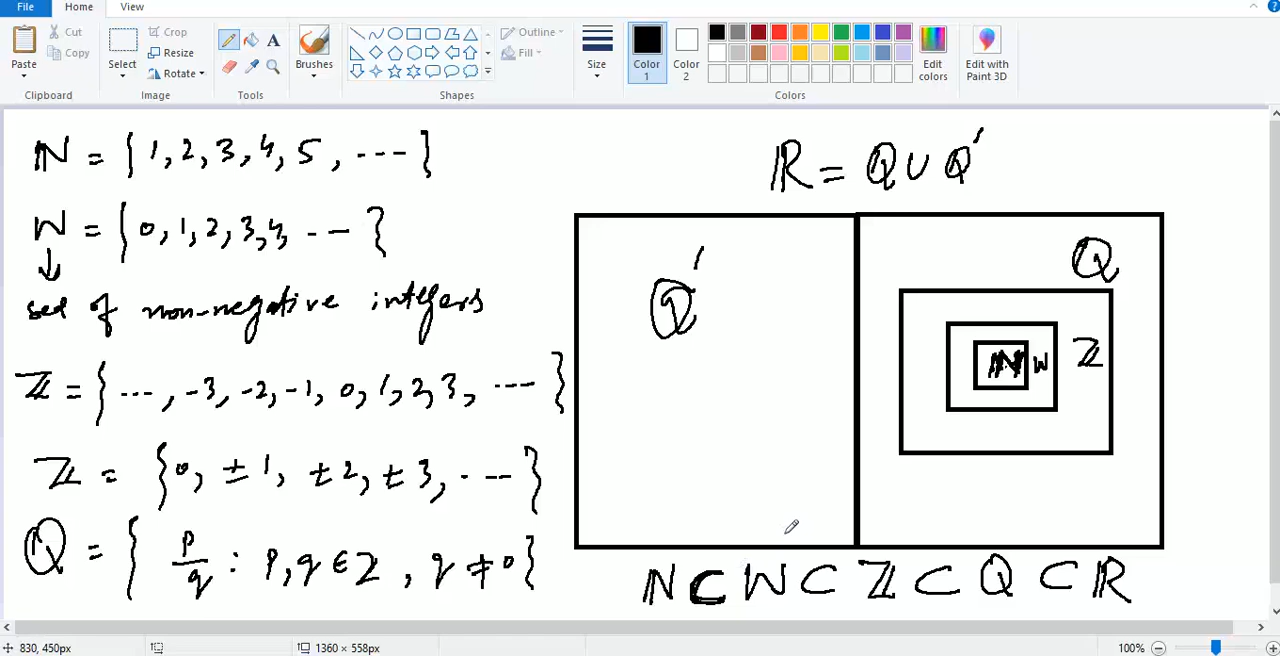 File Home View
Paste Cut Copy Clipboard
Select Crop Resize Rotate Image
Tools
Brushes
Shapes Outline Fill
Size
Color 1 Color 2 Colors Edit colors Edit with Paint 3D
ℕ = {1, 2, 3, 4, 5, ---}
W = {0, 1, 2, 3, 4, ---}
↓
set of non-negative integers
ℤ = {..., -3, -2, -1, 0, 1, 2, 3, ----}
ℤ = {0, ±1, ±2, ±3, ----}
ℚ = {p/q : p, q ∈ ℤ, q ≠ 0}
ℝ = ℚ ∪ ℚ'
ℚ'
ℚ
ℕ W ℤ
ℕ ⊂ W ⊂ ℤ ⊂ ℚ ⊂ ℝ
830, 450px 1360 × 558px 100%